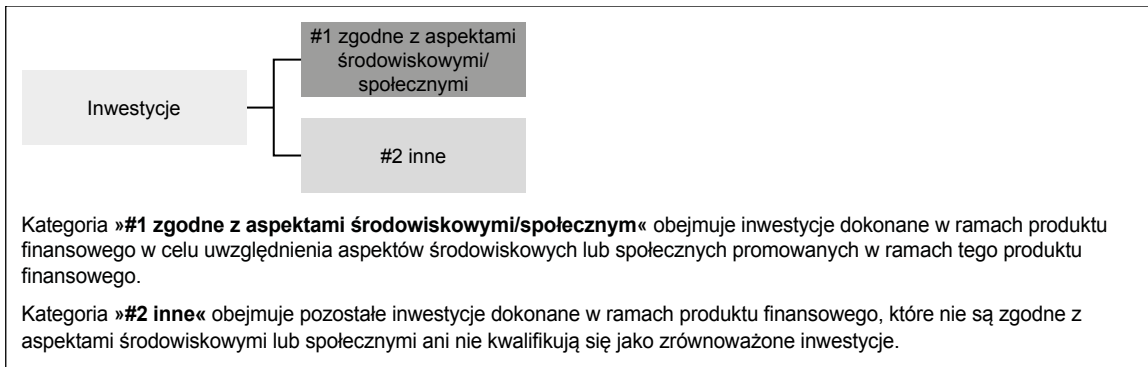 #1 zgodne z aspektami
środowiskowymi/
społecznymi
Inwestycje
#2 inne
Kategoria »#1 zgodne z aspektami środowiskowymi/społecznym« obejmuje inwestycje dokonane w ramach produktu
finansowego w celu uwzględnienia aspektów środowiskowych lub społecznych promowanych w ramach tego produktu
finansowego.
Kategoria »#2 inne« obejmuje pozostałe inwestycje dokonane w ramach produktu finansowego, które nie są zgodne z
aspektami środowiskowymi lub społecznymi ani nie kwalifikują się jako zrównoważone inwestycje.